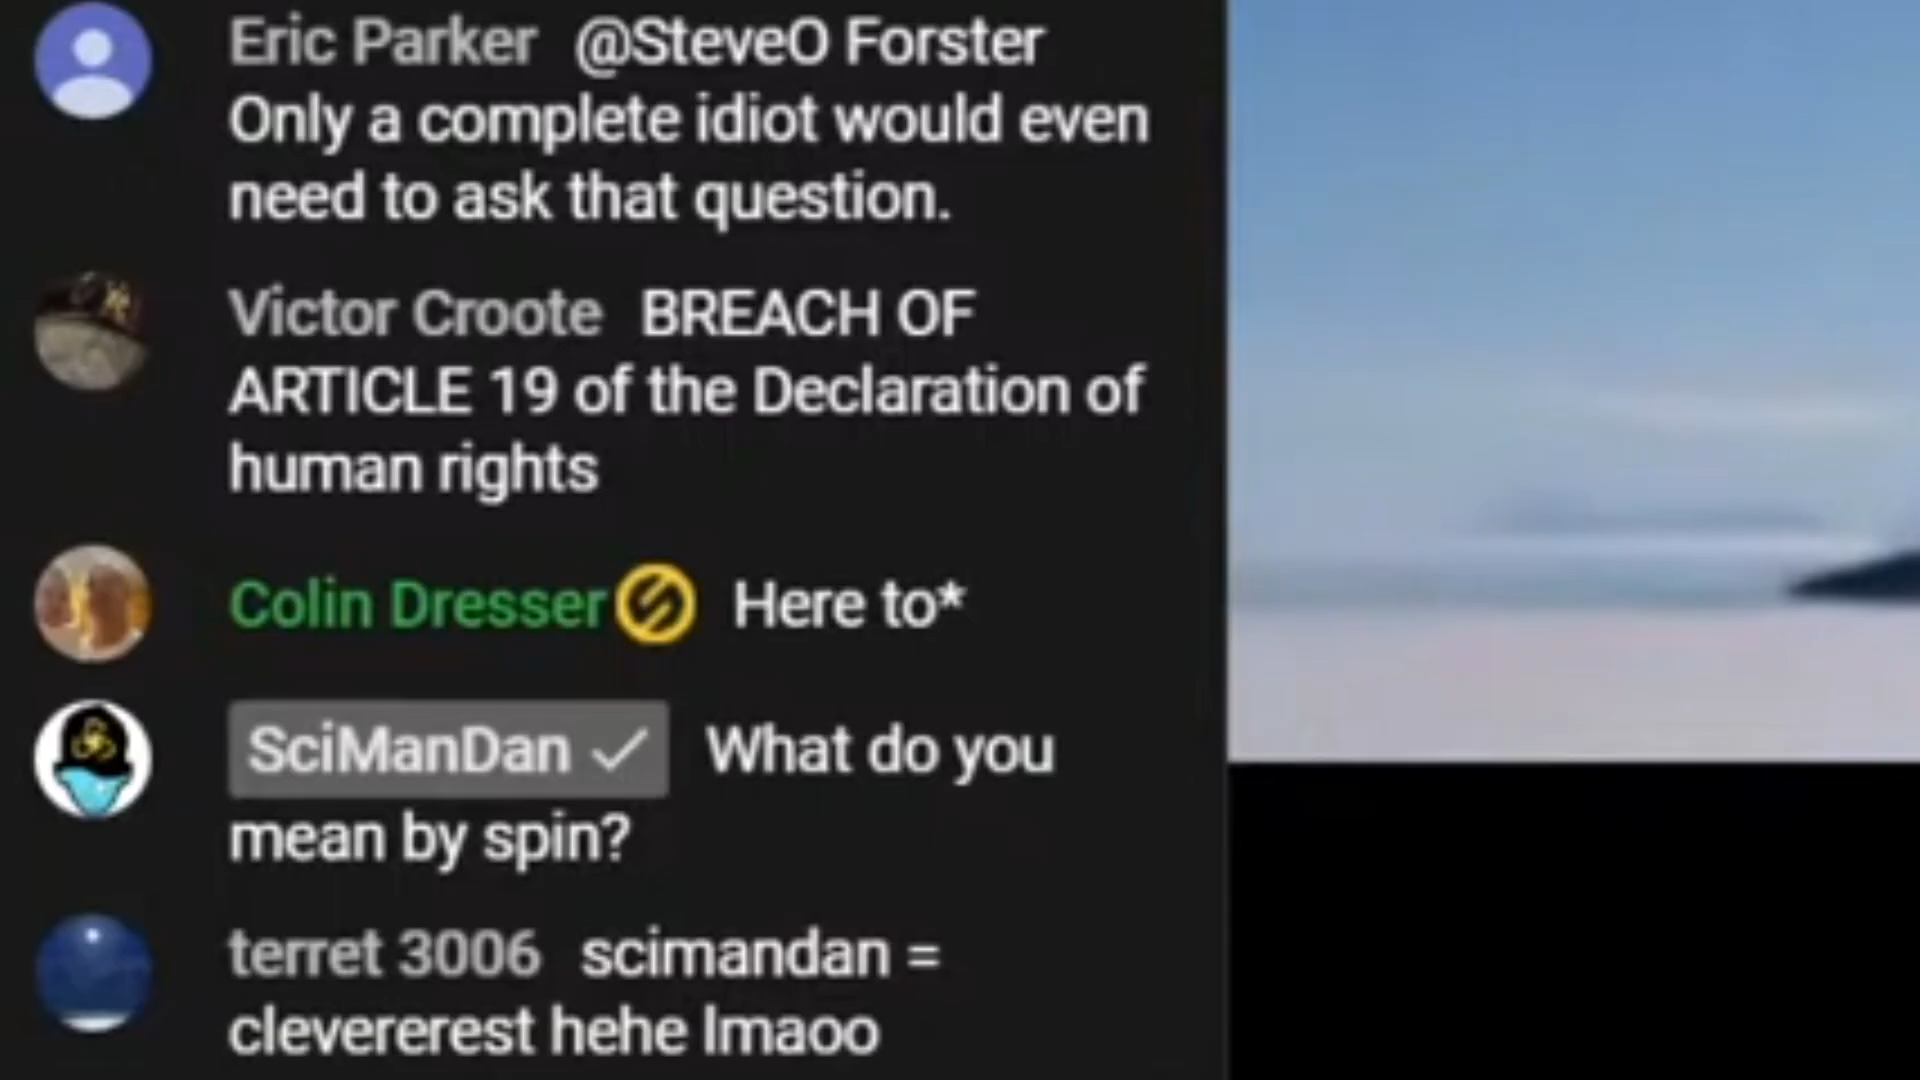 Eric Parker @SteveO Forster
Only a complete idiot would even
need to ask that question.
Victor Croote BREACH OF
ARTICLE 19 of the Declaration of
human rights
Colin Dresser Here to*
SciManDan ✓ What do you
mean by spin?
terret 3006 scimandan =
clevererest hehe lmaoo